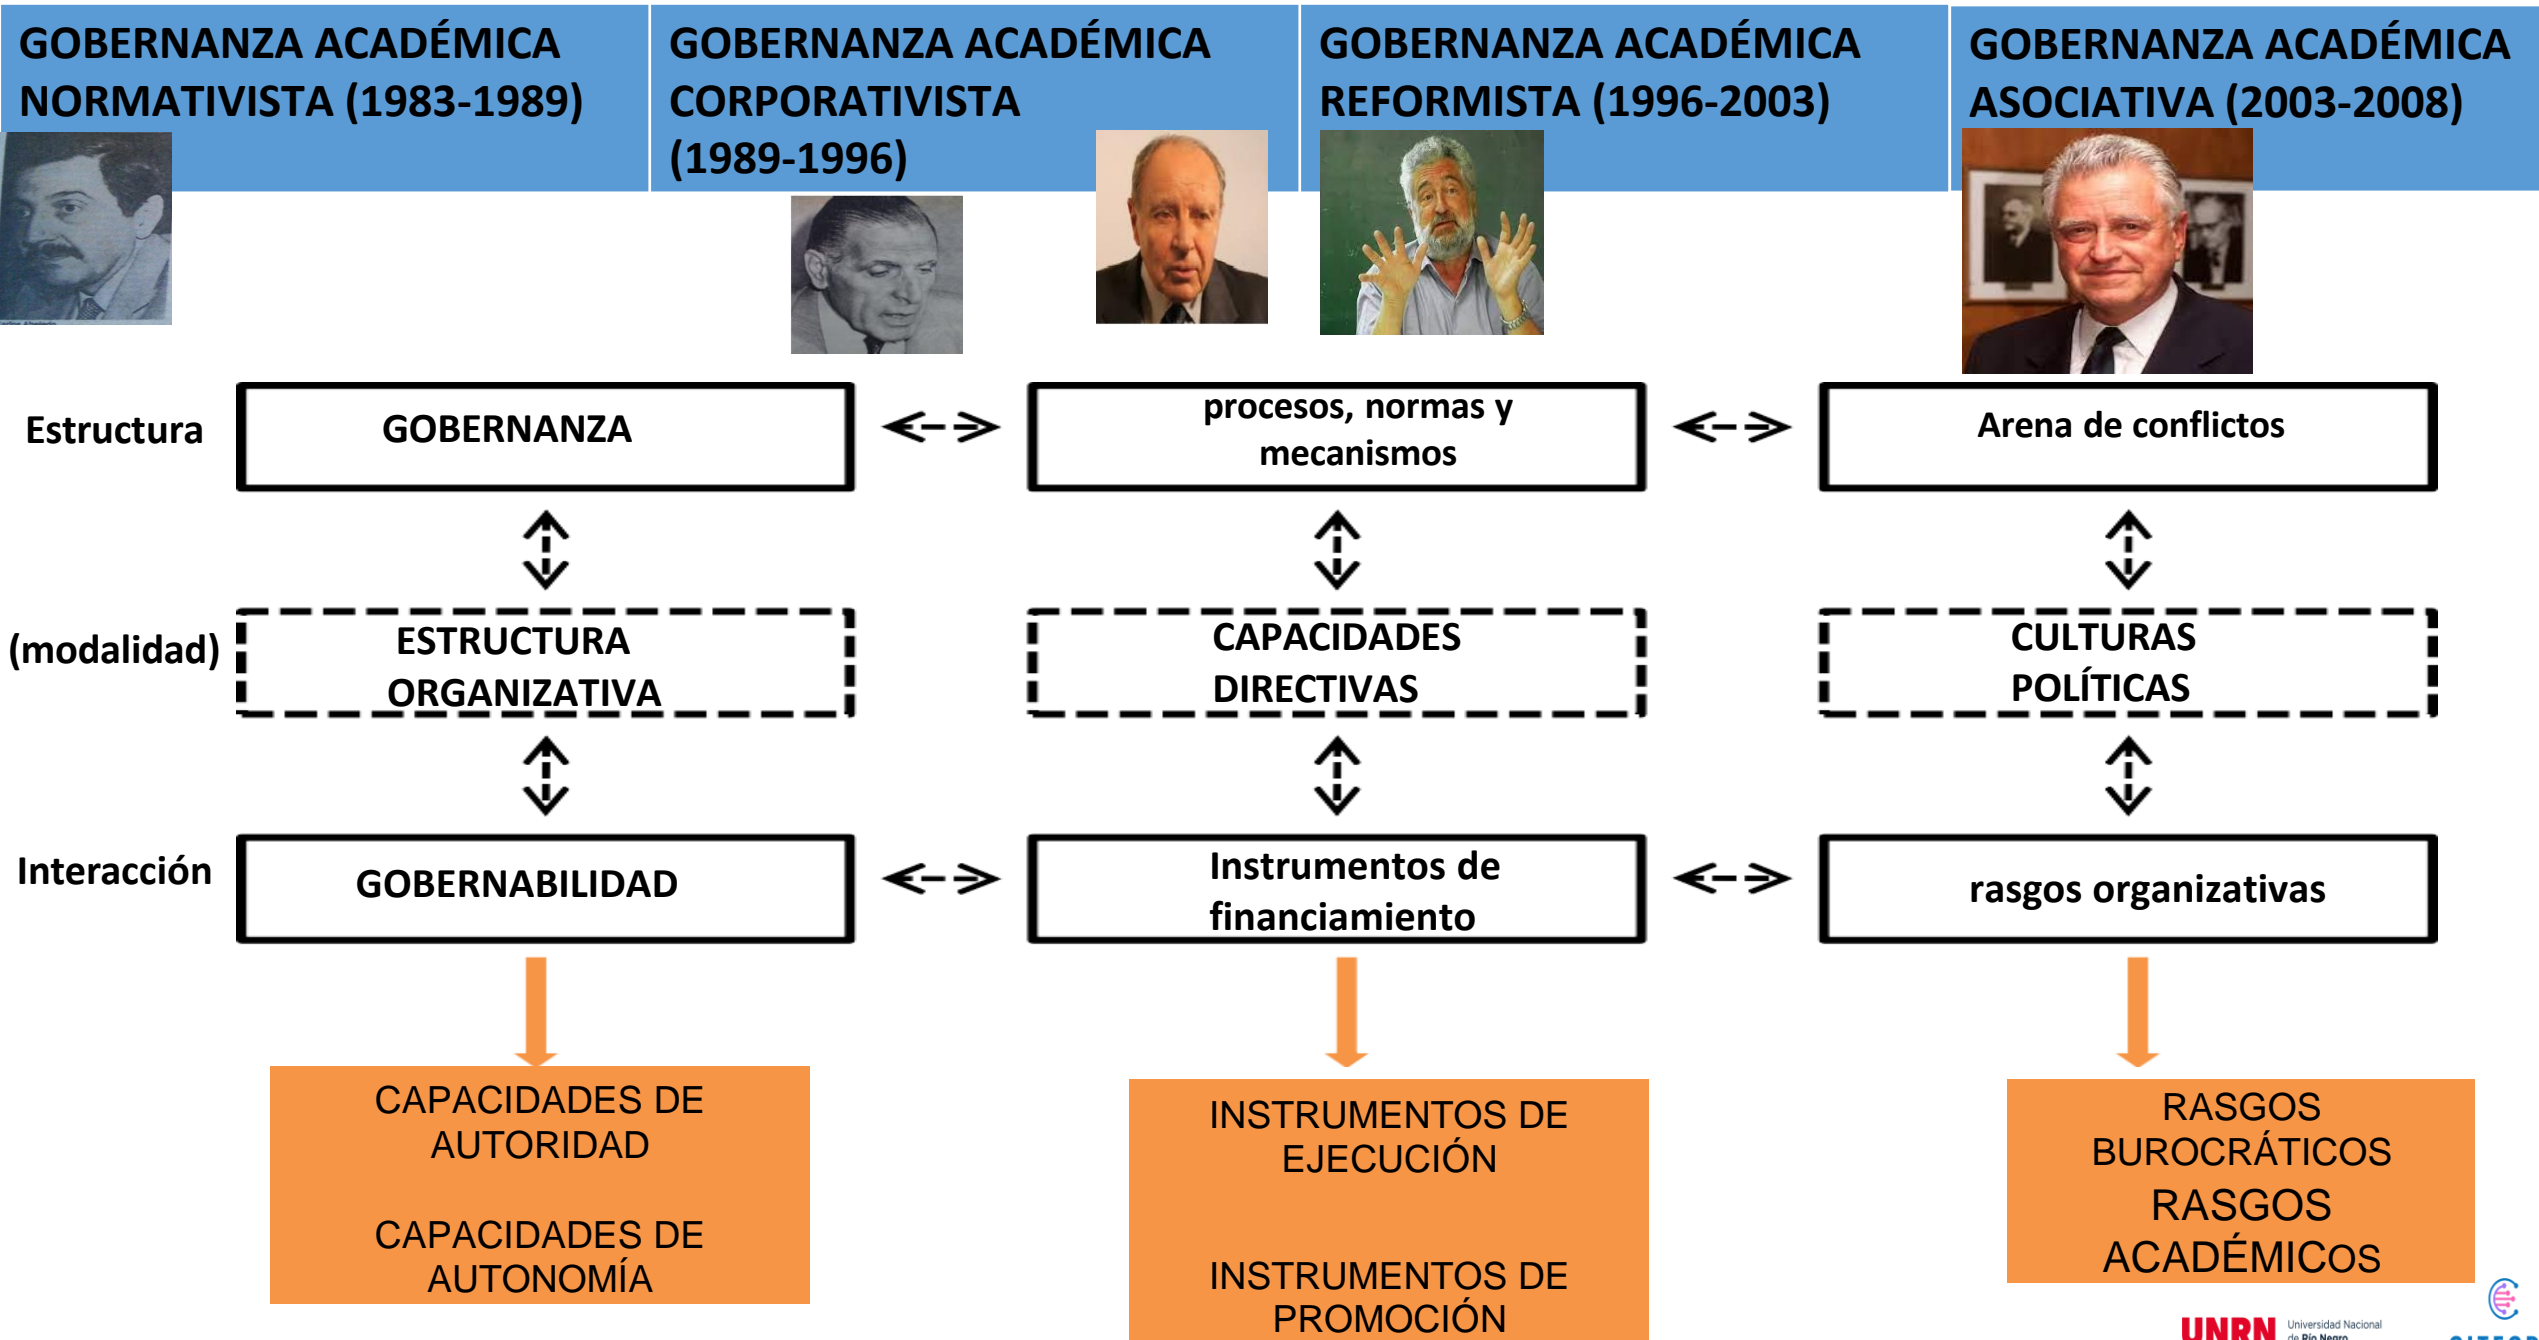 GOBERNANZA ACADÉMICA
NORMATIVISTA (1983-1989)
GOBERNANZA ACADÉMICA
CORPORATIVISTA
(1989-1996)
GOBERNANZA ACADÉMICA
REFORMISTA (1996-2003)
GOBERNANZA ACADÉMICA
ASOCIATIVA (2003-2008)
Estructura
GOBERNANZA
procesos, normas y
mecanismos
Arena de conflictos
(modalidad)
ESTRUCTURA
ORGANIZATIVA
CAPACIDADES
DIRECTIVAS
CULTURAS
POLÍTICAS
Interacción
GOBERNABILIDAD
Instrumentos de
financiamiento
rasgos organizativas
CAPACIDADES DE
AUTORIDAD
CAPACIDADES DE
AUTONOMÍA
INSTRUMENTOS DE
EJECUCIÓN
INSTRUMENTOS DE
PROMOCIÓN
RASGOS
BUROCRÁTICOS
RASGOS
ACADÉMICOS
UNRN
Universidad Nacional
de Río Negro